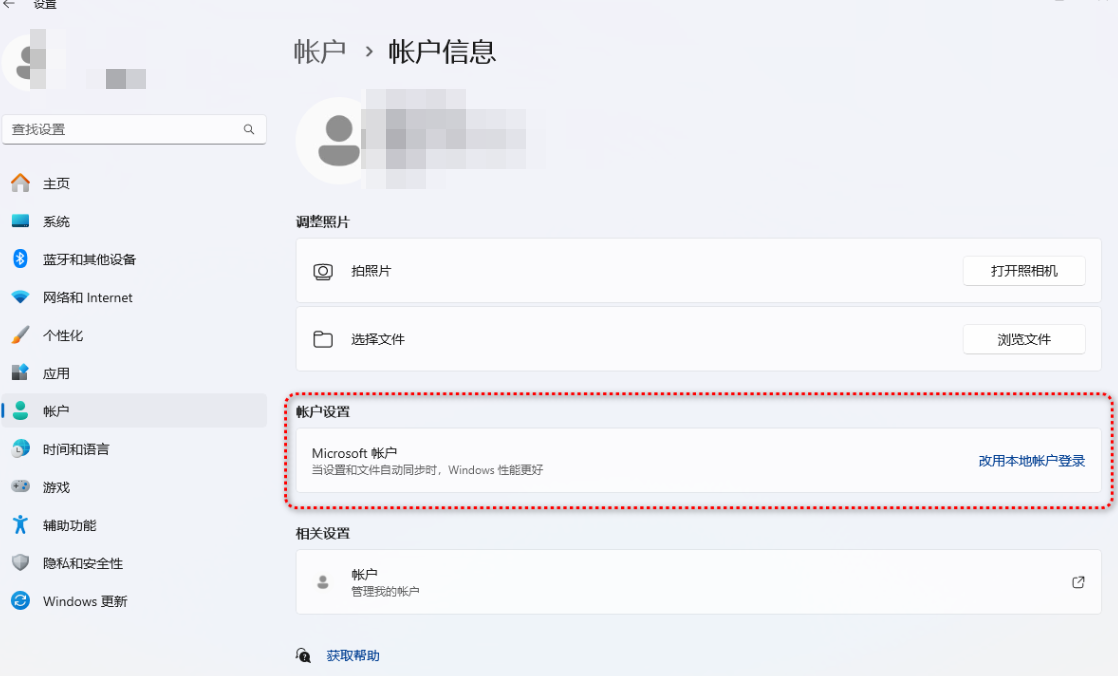 设置
查找设置
主页
系统
蓝牙和其他设备
网络和 Internet
个性化
应用
帐户
时间和语言
游戏
辅助功能
隐私和安全性
Windows 更新
帐户 › 帐户信息
调整照片
拍照片
打开照相机
选择文件
浏览文件
帐户设置
Microsoft 帐户
当设置和文件自动同步时，Windows 性能更好
改用本地帐户登录
相关设置
帐户
管理我的帐户
获取帮助